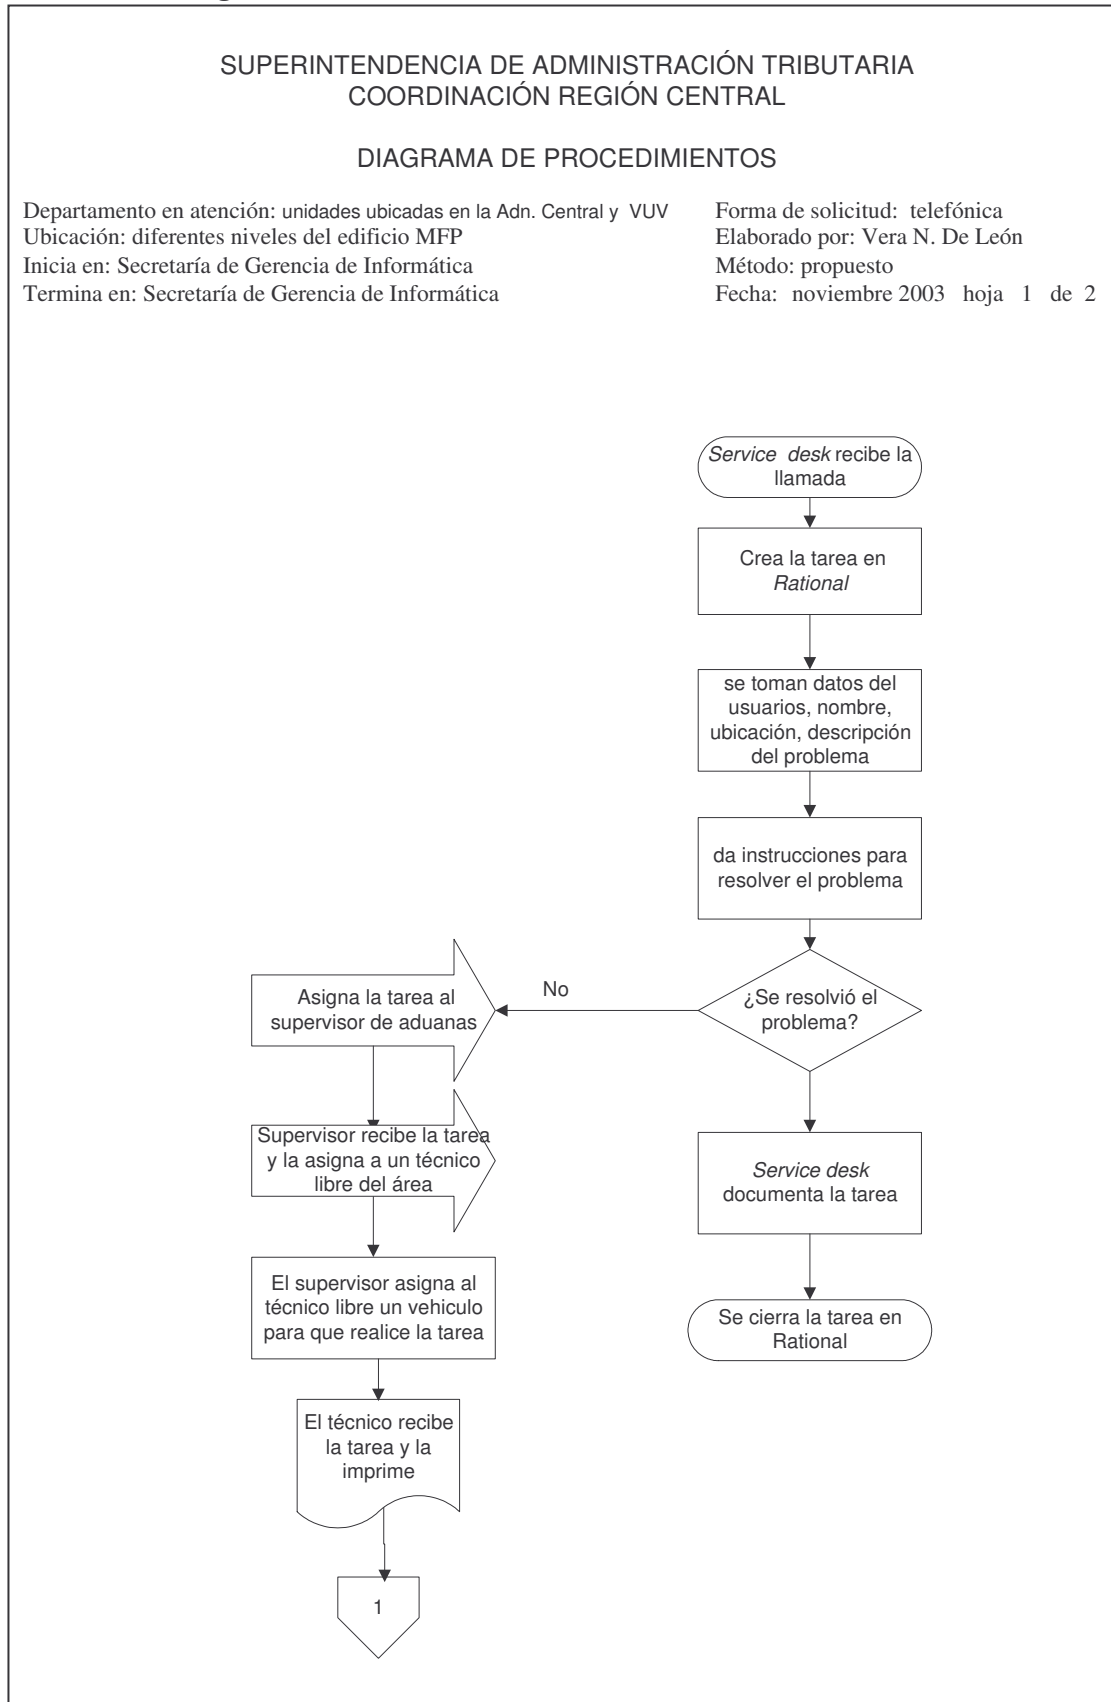 SUPERINTENDENCIA DE ADMINISTRACIÓN TRIBUTARIA
COORDINACIÓN REGIÓN CENTRAL
DIAGRAMA DE PROCEDIMIENTOS
Departamento en atención: unidades ubicadas en la Adn. Central y VUV
Ubicación: diferentes niveles del edificio MFP
Inicia en: Secretaría de Gerencia de Informática
Termina en: Secretaría de Gerencia de Informática
Forma de solicitud: telefónica
Elaborado por: Vera N. De León
Método: propuesto
Fecha: noviembre 2003 hoja 1 de 2
Service desk recibe la
llamada
Crea la tarea en
Rational
se toman datos del
usuarios, nombre,
ubicación, descripción
del problema
da instrucciones para
resolver el problema
¿Se resolvió el
problema?
No
Asigna la tarea al
supervisor de aduanas
Supervisor recibe la tarea
y la asigna a un técnico
libre del área
El supervisor asigna al
técnico libre un vehiculo
para que realice la tarea
El técnico recibe
la tarea y la
imprime
1
Service desk
documenta la tarea
Se cierra la tarea en
Rational